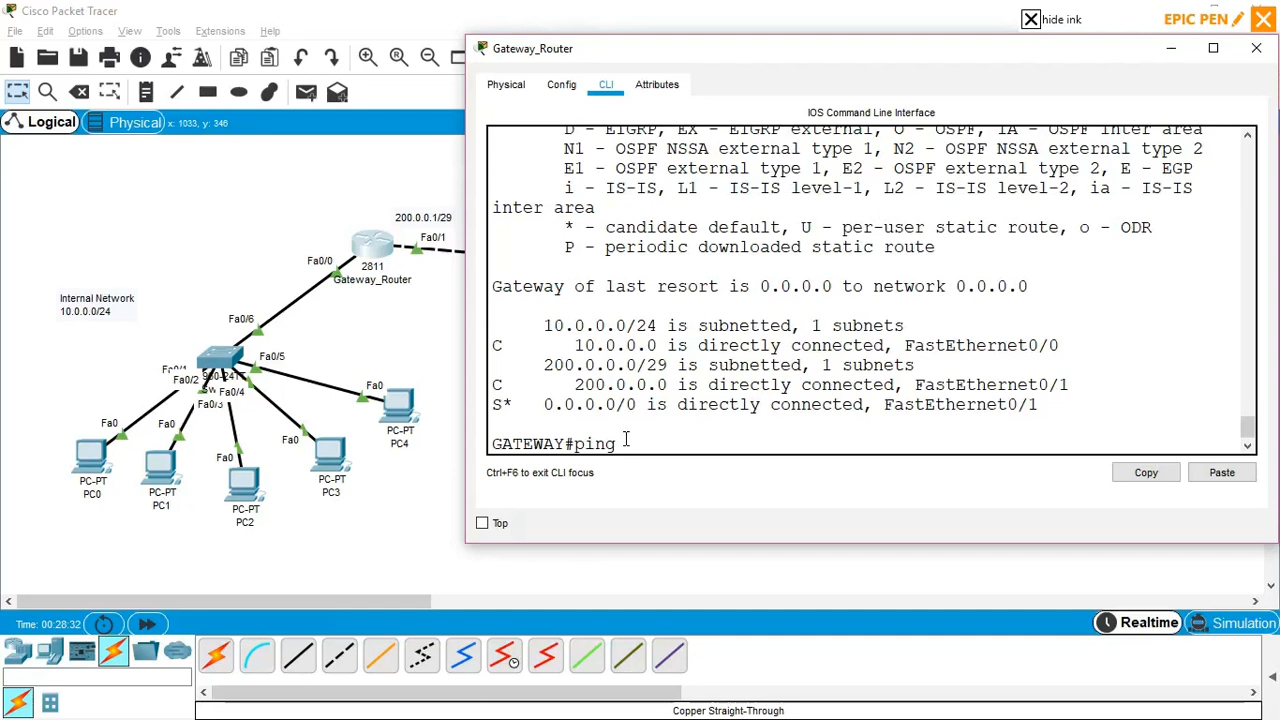 Cisco Packet Tracer
File Edit Options View Tools Extensions Help
hide ink
EPIC PEN
Logical
Physical
x: 1033, y: 346
Gateway_Router
Physical Config CLI Attributes
IOS Command Line Interface
D - EIGRP, EX - EIGRP external, O - OSPF, IA - OSPF inter area
N1 - OSPF NSSA external type 1, N2 - OSPF NSSA external type 2
E1 - OSPF external type 1, E2 - OSPF external type 2, E - EGP
i - IS-IS, L1 - IS-IS level-1, L2 - IS-IS level-2, ia - IS-IS
inter area
* - candidate default, U - per-user static route, o - ODR
P - periodic downloaded static route
Gateway of last resort is 0.0.0.0 to network 0.0.0.0
10.0.0.0/24 is subnetted, 1 subnets
C 10.0.0.0 is directly connected, FastEthernet0/0
200.0.0.0/29 is subnetted, 1 subnets
C 200.0.0.0 is directly connected, FastEthernet0/1
S* 0.0.0.0/0 is directly connected, FastEthernet0/1
GATEWAY#ping
Ctrl+F6 to exit CLI focus
Copy
Paste
Top
200.0.0.1/29
Fa0/1
Fa0/0
2811
Gateway_Router
Internal Network
10.0.0.0/24
Fa0/6
Fa0/5
Fa0/2
Fa0/4
Fa0/3
Fa0
PC-PT
PC4
Fa0
PC-PT
PC0
Fa0
PC-PT
PC1
Fa0
PC-PT
PC2
Fa0
PC-PT
PC3
Time: 00:28:32
Realtime
Simulation
Copper Straight-Through